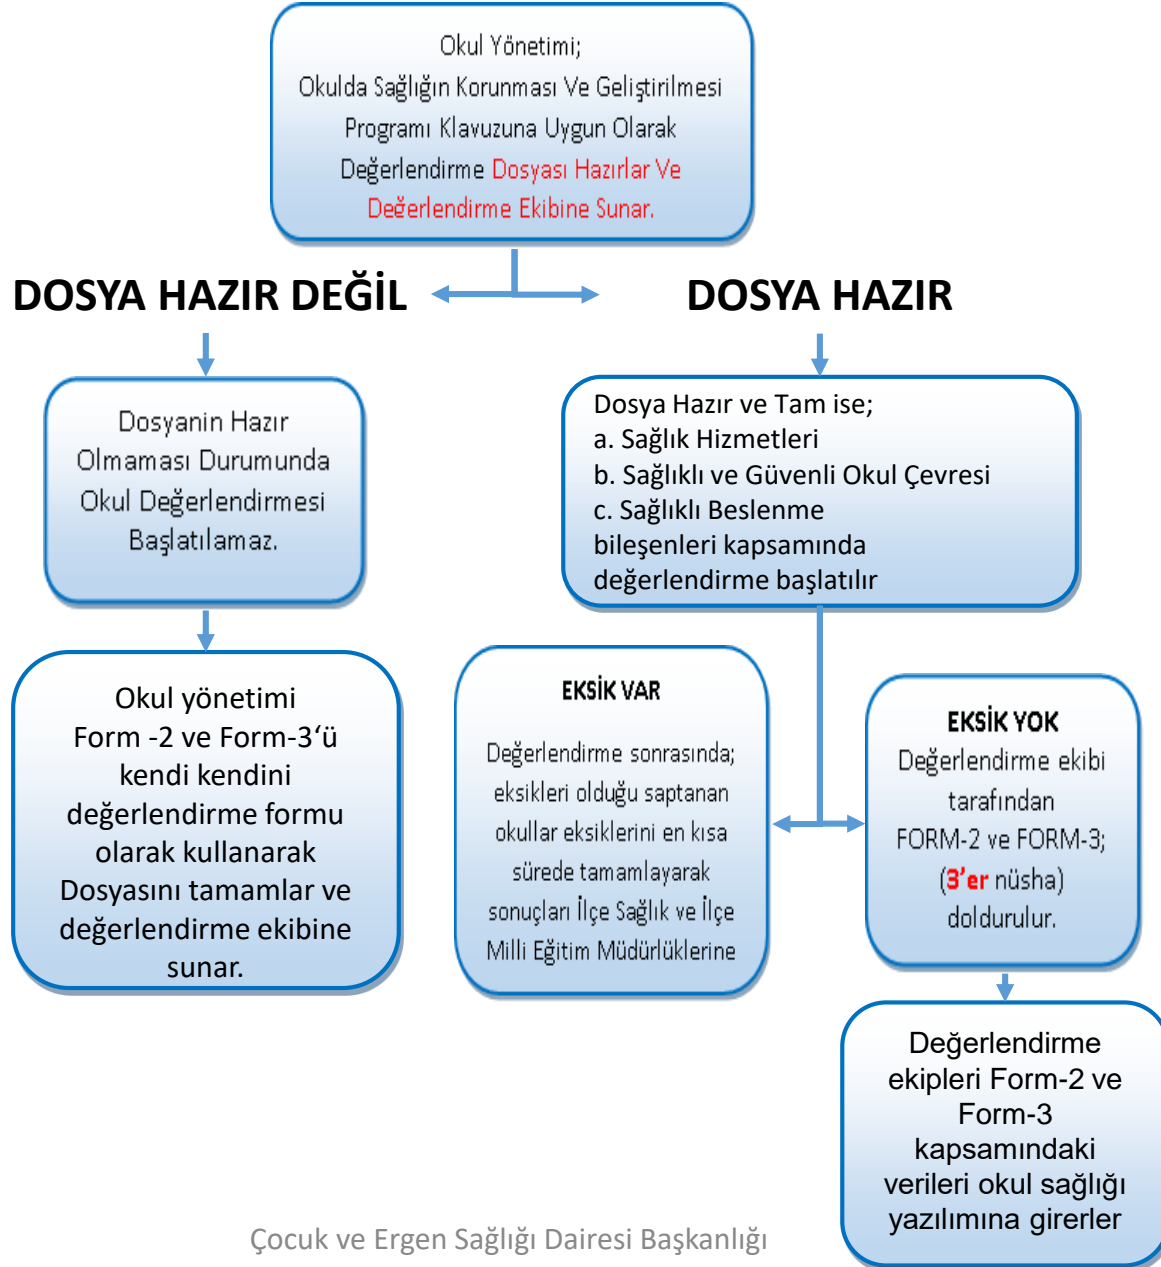 Okul Yönetimi;
Okulda Sağlığın Korunması Ve Geliştirilmesi
Programı Klavuzuna Uygun Olarak
Değerlendirme Dosyası Hazırlar Ve
Değerlendirme Ekibine Sunar.
DOSYA HAZIR DEĞİL
DOSYA HAZIR
Dosyanin Hazır
Olmaması Durumunda
Okul Değerlendirmesi
Başlatılamaz.
Dosya Hazır ve Tam ise;
a. Sağlık Hizmetleri
b. Sağlıklı ve Güvenli Okul Çevresi
c. Sağlıklı Beslenme
bileşenleri kapsamında
değerlendirme başlatılır
Okul yönetimi
Form -2 ve Form-3‘ü
kendi kendini
değerlendirme formu
olarak kullanarak
Dosyasını tamamlar ve
değerlendirme ekibine
sunar.
EKSİK VAR
Değerlendirme sonrasında;
eksikleri olduğu saptanan
okullar eksiklerini en kısa
sürede tamamlayarak
sonuçları İlçe Sağlık ve İlçe
Milli Eğitim Müdürlüklerine
EKSİK YOK
Değerlendirme ekibi
tarafından
FORM-2 ve FORM-3;
(3’er nüsha)
doldurulur.
Değerlendirme
ekipleri Form-2 ve
Form-3
kapsamındaki
verileri okul sağlığı
yazılımına girerler
Çocuk ve Ergen Sağlığı Dairesi Başkanlığı